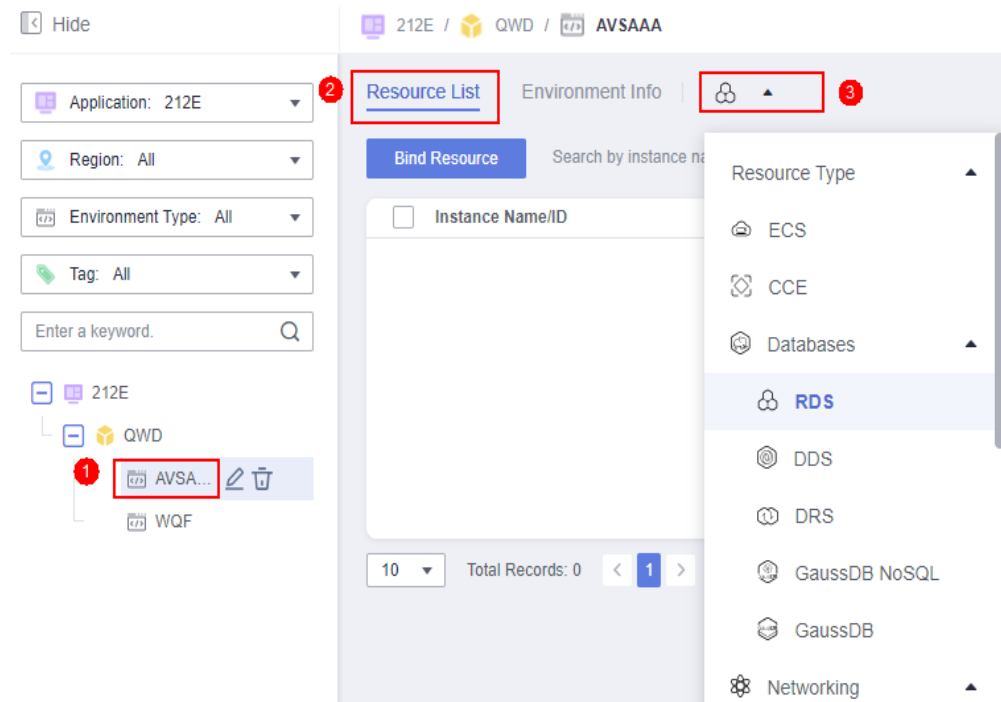 Hide
212E / QWD / AVSAAA
Application: 212E
2
Resource List
Environment Info
3
Region: All
Bind Resource
Search by instance na
Resource Type
Environment Type: All
Instance Name/ID
ECS
Tag: All
CCE
Enter a keyword.
Databases
212E
RDS
QWD
1
AVSA...
DDS
WQF
DRS
10
Total Records: 0
< 1 >
GaussDB NoSQL
GaussDB
Networking